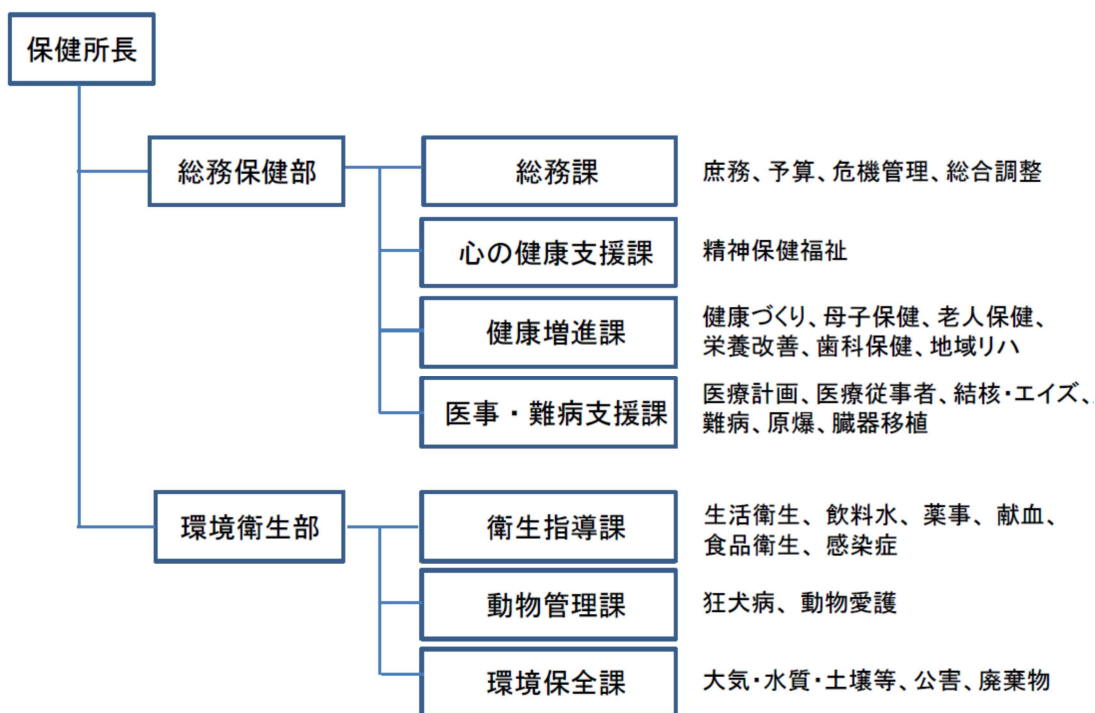 保健所長
総務保健部
総務課
庶務、予算、危機管理、総合調整
心の健康支援課
精神保健福祉
健康増進課
健康づくり、母子保健、老人保健、
栄養改善、歯科保健、地域リハ
医事・難病支援課
医療計画、医療従事者、結核・エイズ、
難病、原爆、臓器移植
環境衛生部
衛生指導課
生活衛生、飲料水、薬事、献血、
食品衛生、感染症
動物管理課
狂犬病、動物愛護
環境保全課
大気・水質・土壌等、公害、廃棄物